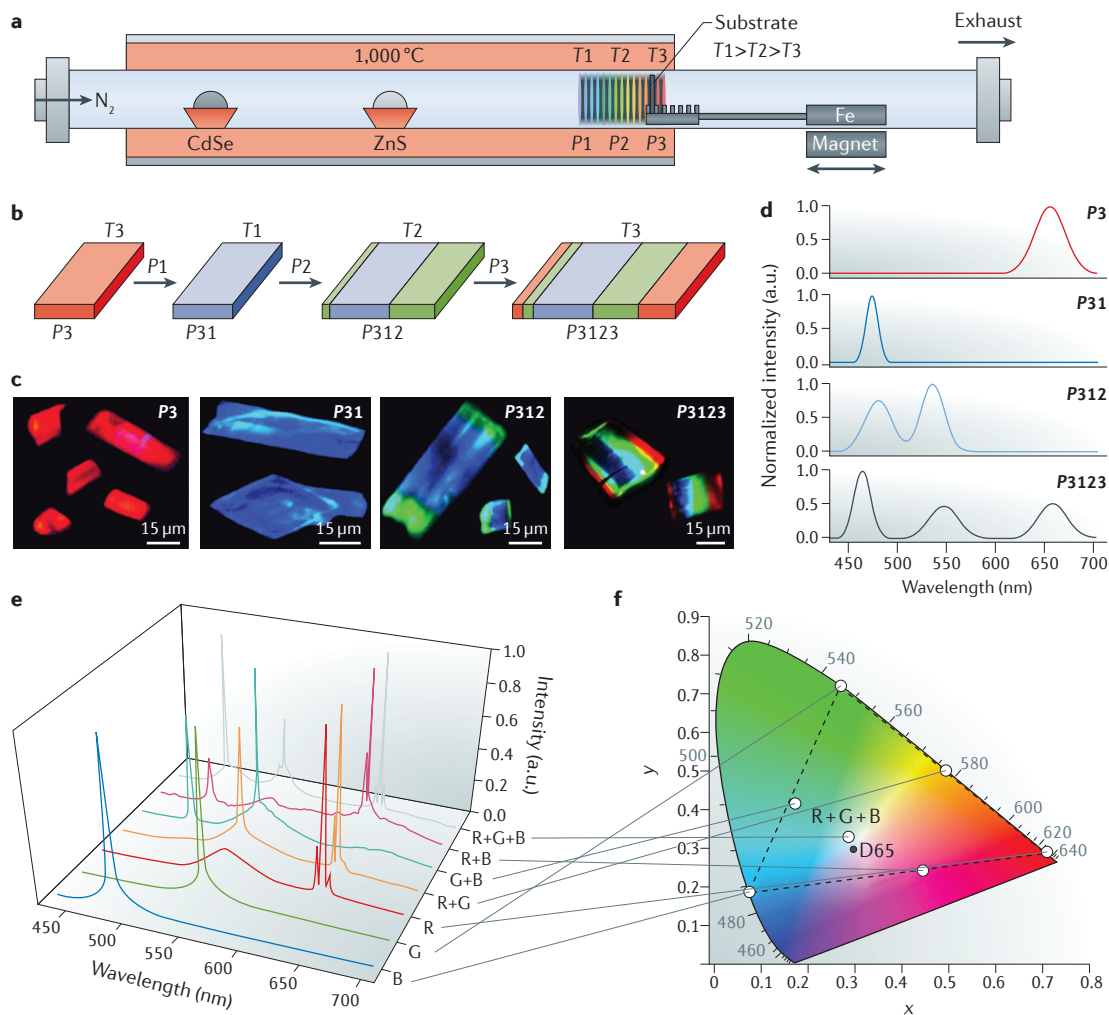 a
1,000 °C
T1 T2 T3
Substrate
T1>T2>T3
Exhaust
N2
CdSe
ZnS
P1 P2 P3
Fe
Magnet
b
T3
P3
P1
T1
P31
P2
T2
P312
P3
T3
P3123
c
P3
15 µm
P31
15 µm
P312
15 µm
P3123
15 µm
d
Normalized intensity (a.u.)
1.0
0.5
0.0
P3
1.0
0.5
0.0
P31
1.0
0.5
0.0
P312
1.0
0.5
0.0
P3123
450 500 550 600 650 700
Wavelength (nm)
e
1.0
0.8
0.6
0.4
0.2
0.0
Intensity (a.u.)
R+G+B
R+B
G+B
R+G
R
G
B
450
500
550
600
650
700
Wavelength (nm)
f
0.9
0.8
0.7
0.6
0.5
0.4
0.3
0.2
0.1
y
520
540
560
580
600
620
640
500
480
460
R+G+B
D65
0 0.1 0.2 0.3 0.4 0.5 0.6 0.7 0.8
x